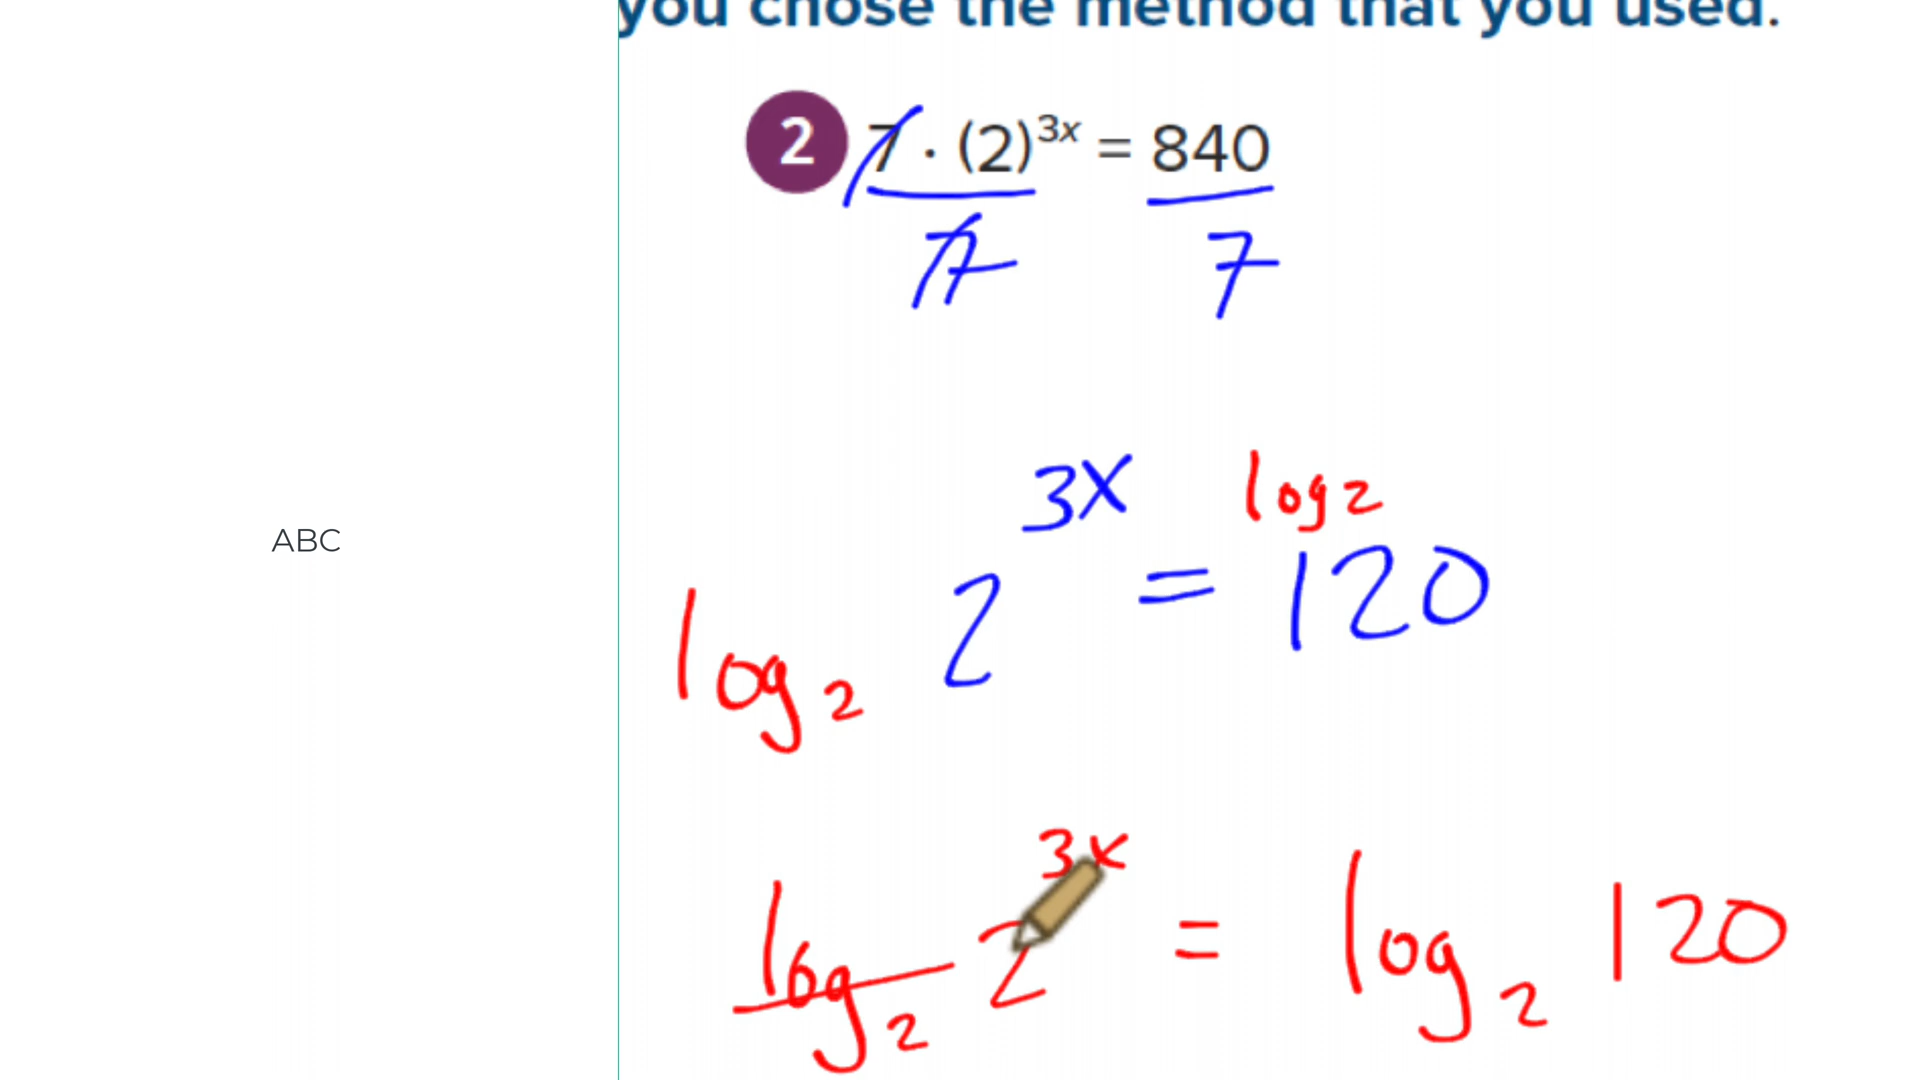 you chose the method that you used.
2 7 · (2)^3x = 840
7 7
ABC
3x log2
log2 2 = 120
3x
log2 2 = log2 120